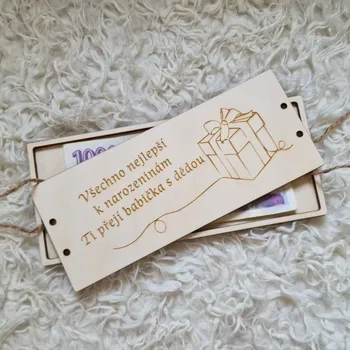 Všechno nejlepší
k narozeninám
Ti přejí babička s dědou